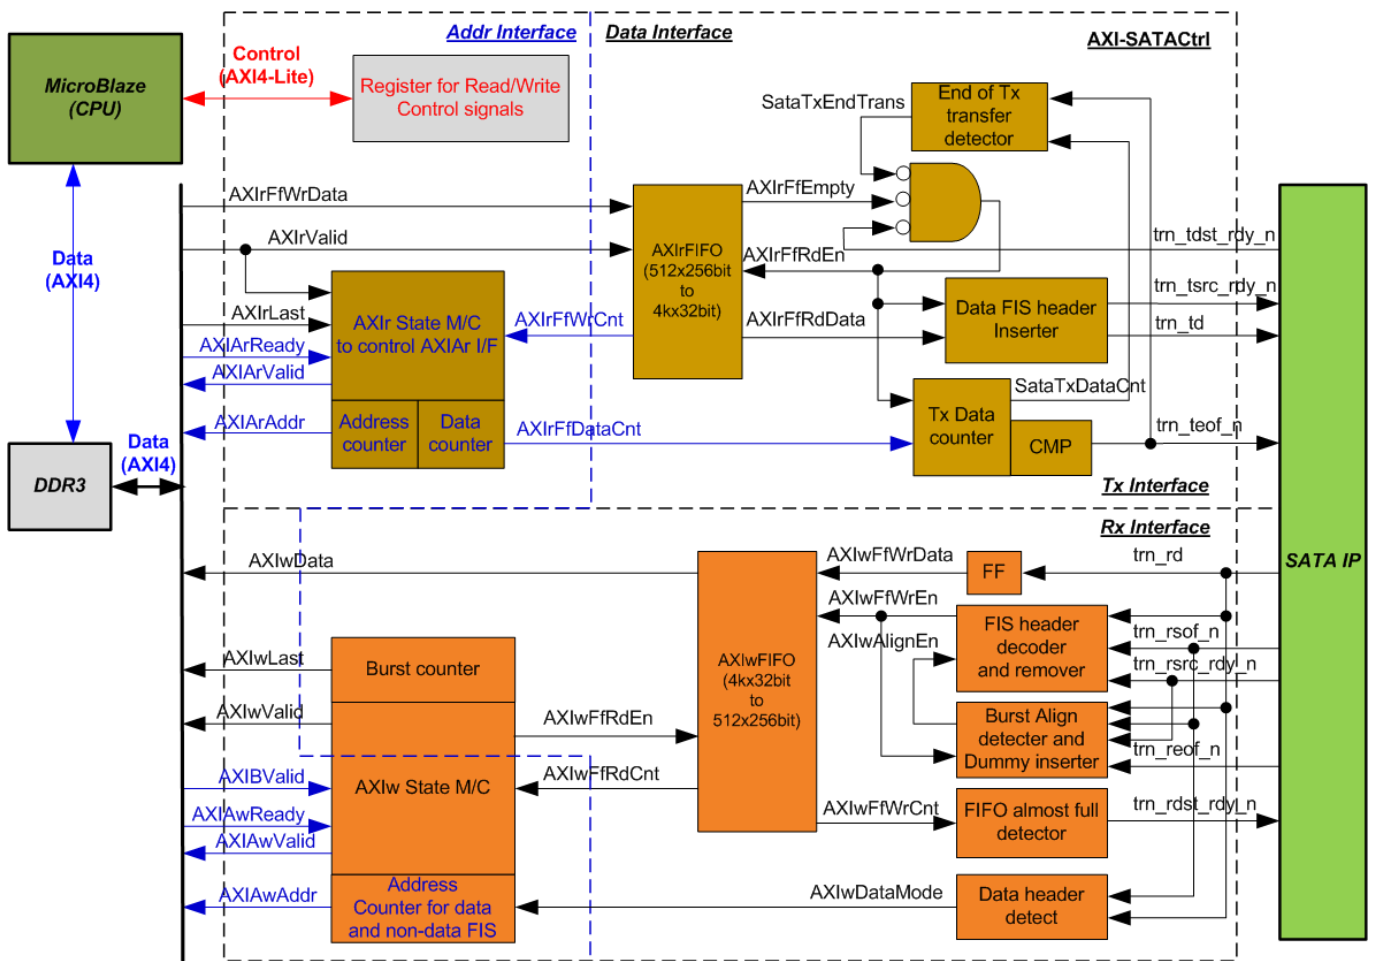 Addr Interface
Data Interface
AXI-SATACtrl
MicroBlaze
(CPU)
Control
(AXI4-Lite)
Register for Read/Write
Control signals
SataTxEndTrans
End of Tx
transfer
detector
AXIrFfWrData
AXIrValid
AXIrFfEmpty
AXIrFfRdEn
trn_tdst_rdy_n
Data
(AXI4)
AXIrFIFO
(512x256bit
to
4kx32bit)
AXIrLast
AXIr State M/C
to control AXIAr I/F
AXIrFfWrCnt
AXIrFfRdData
Data FIS header
Inserter
trn_tsrc_rdy_n
trn_td
AXIArReady
AXIArValid
AXIArAddr
Address
counter
Data
counter
AXIrFfDataCnt
SataTxDataCnt
Tx Data
counter
CMP
trn_teof_n
Data
(AXI4)
DDR3
Tx Interface
Rx Interface
SATA IP
AXIwData
AXIwFfWrData
FF
trn_rd
AXIwFfWrEn
AXIwAlignEn
FIS header
decoder
and remover
trn_rsof_n
trn_rsrc_rdy_n
AXIwLast
Burst counter
AXIwFIFO
(4kx32bit
to
512x256bit)
AXIwValid
AXIwFfRdEn
Burst Align
detecter and
Dummy inserter
trn_reof_n
AXIBValid
AXIw State M/C
AXIwFfRdCnt
AXIwFfWrCnt
FIFO almost full
detector
trn_rdst_rdy_n
AXIAwReady
AXIAwValid
AXIAwAddr
Address
Counter for data
and non-data FIS
AXIwDataMode
Data header
detect